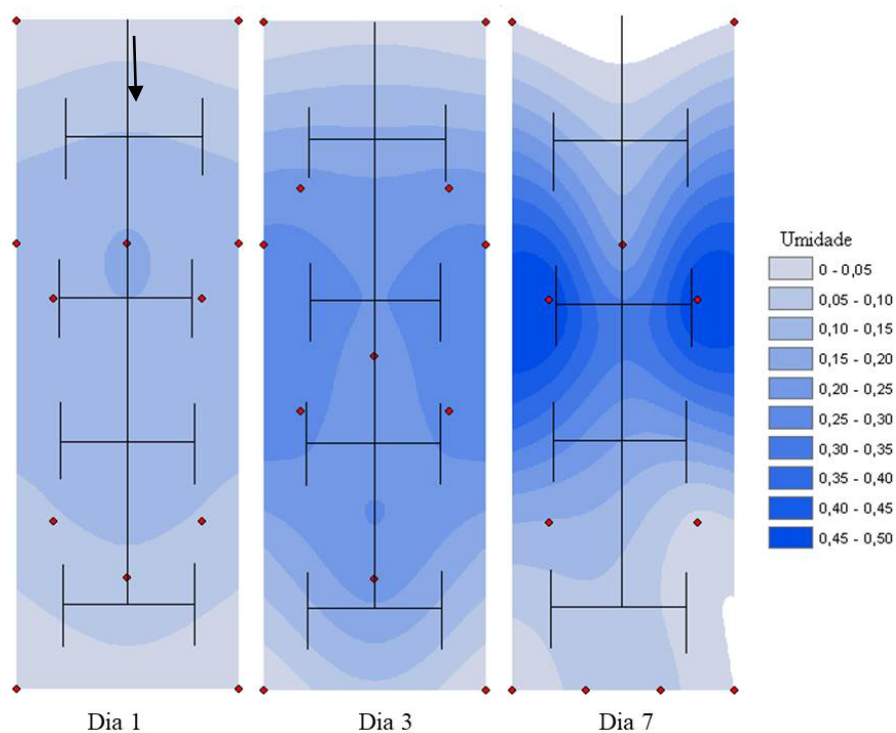 Umidade
0 - 0,05
0,05 - 0,10
0,10 - 0,15
0,15 - 0,20
0,20 - 0,25
0,25 - 0,30
0,30 - 0,35
0,35 - 0,40
0,40 - 0,45
0,45 - 0,50
Dia 1
Dia 3
Dia 7